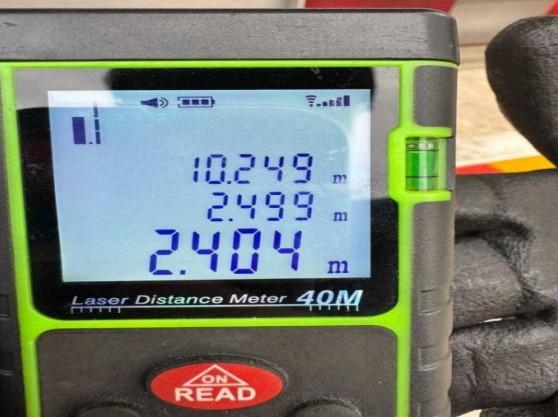 10.249 m
2.499 m
2.404 m
Laser Distance Meter 40M
ON
READ